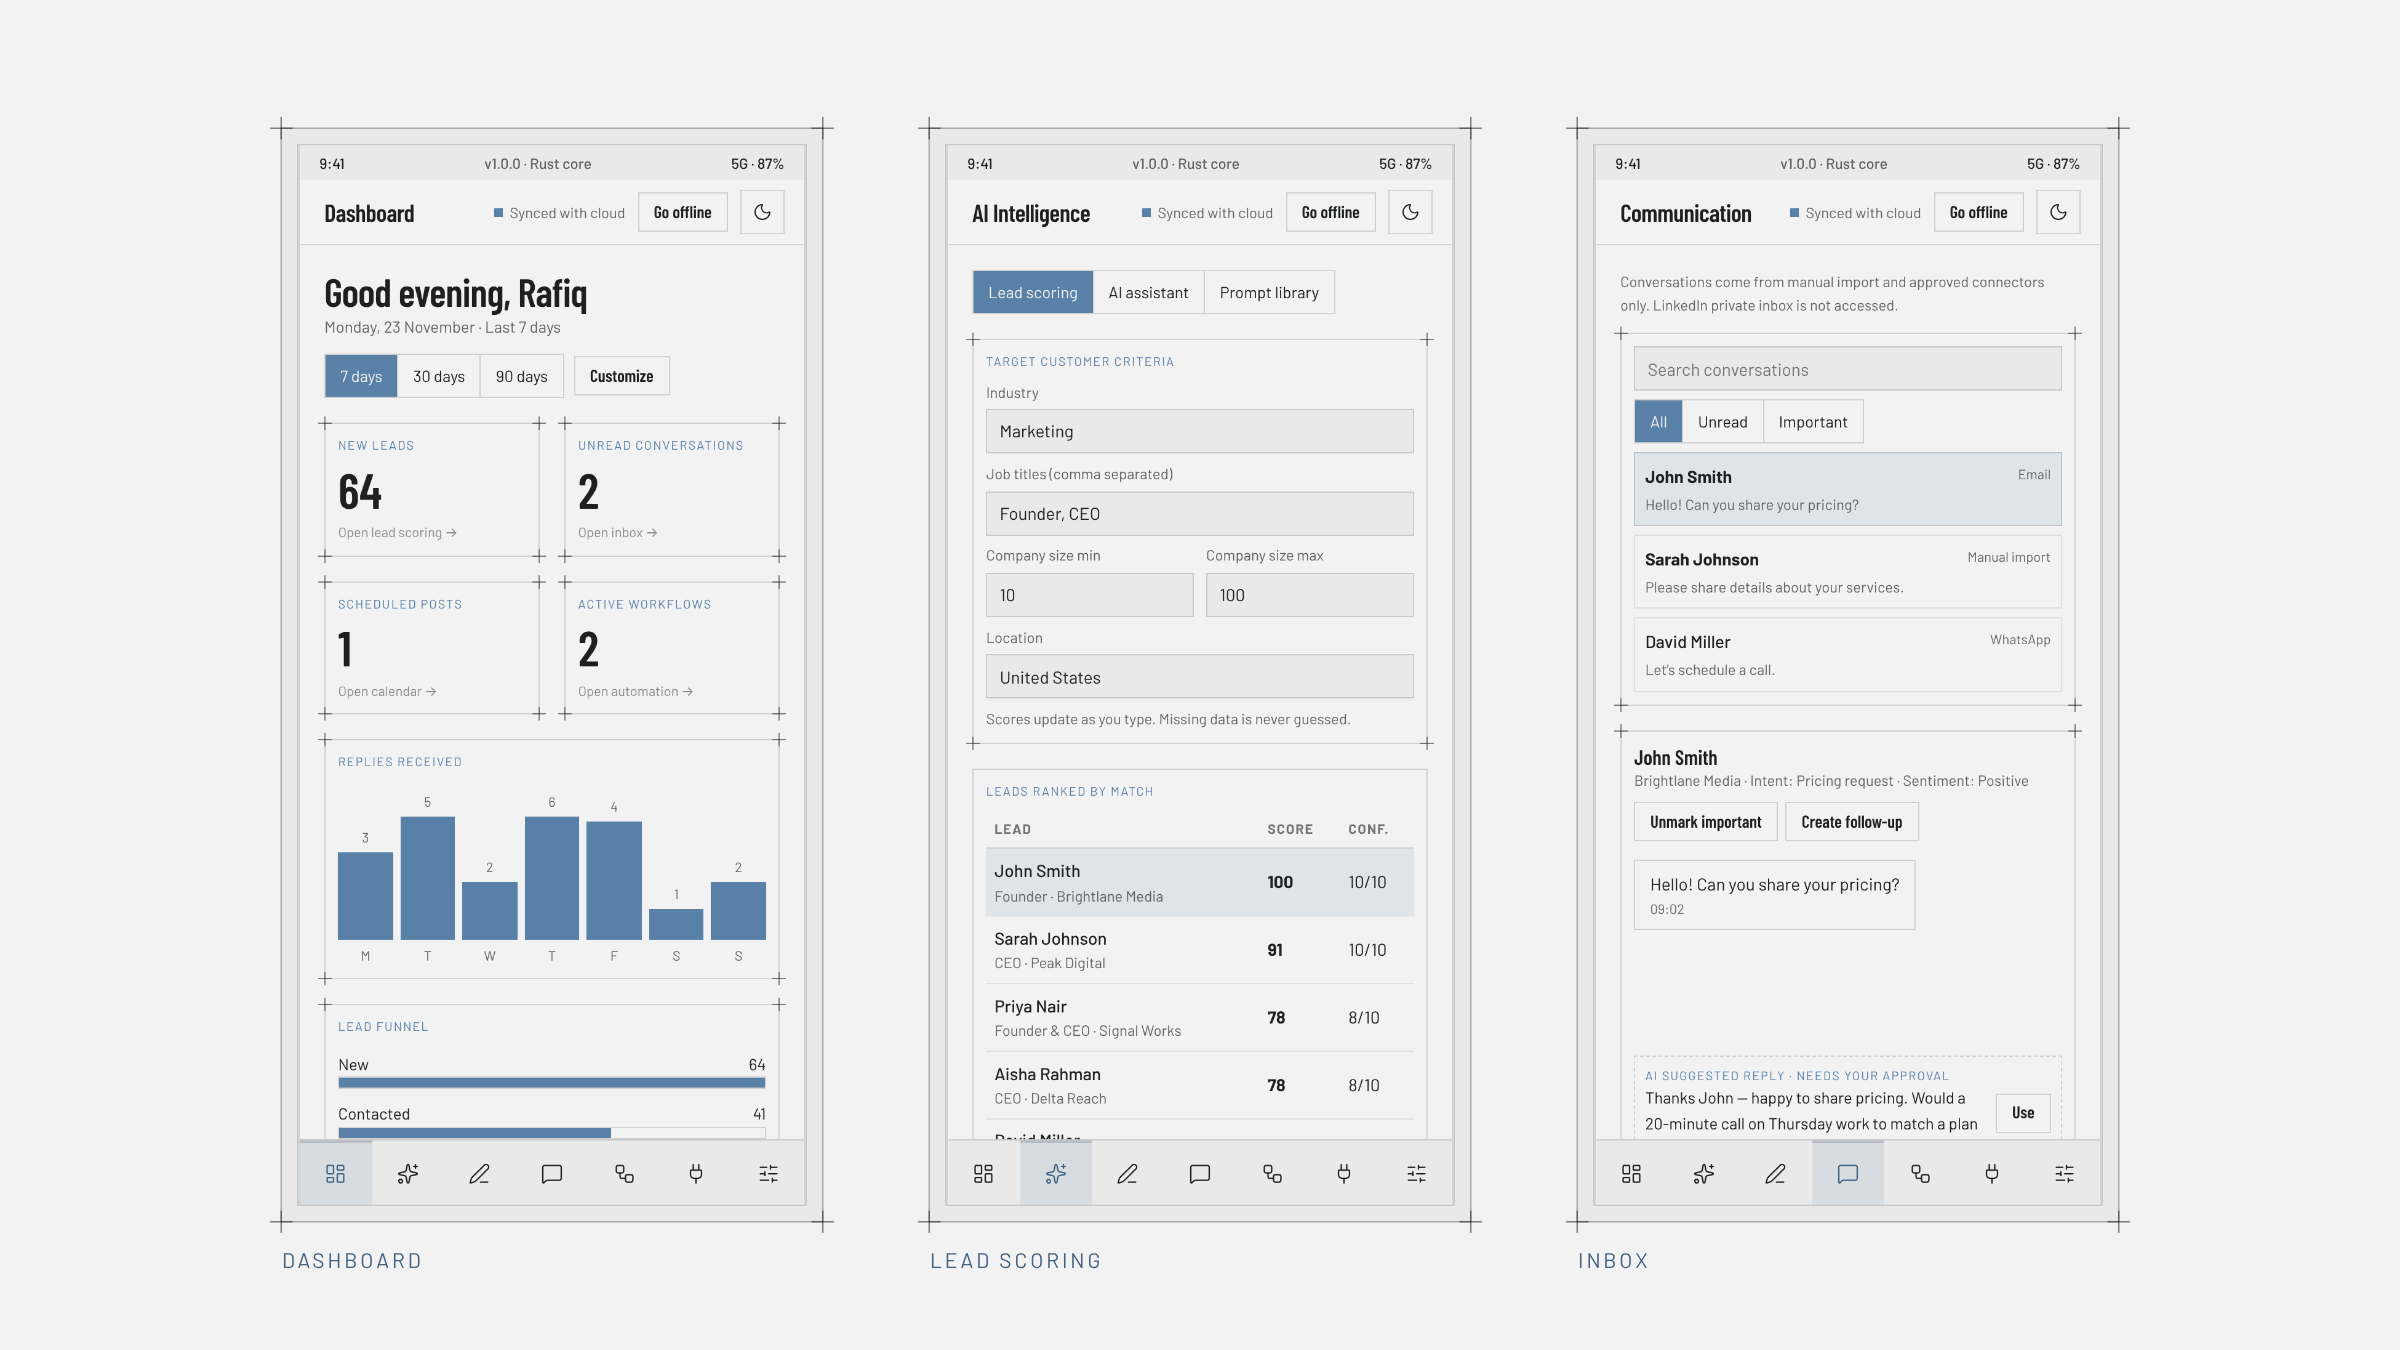 9:41 v1.0.0 · Rust core 5G · 87%
Dashboard Synced with cloud Go offline
Good evening, Rafiq
Monday, 23 November · Last 7 days
7 days 30 days 90 days Customize
NEW LEADS
64
Open lead scoring →
UNREAD CONVERSATIONS
2
Open inbox →
SCHEDULED POSTS
1
Open calendar →
ACTIVE WORKFLOWS
2
Open automation →
REPLIES RECEIVED
3 5 2 6 4 1 2
M T W T F S S
LEAD FUNNEL
New 64
Contacted 41
DASHBOARD
9:41 v1.0.0 · Rust core 5G · 87%
AI Intelligence Synced with cloud Go offline
Lead scoring AI assistant Prompt library
TARGET CUSTOMER CRITERIA
Industry
Marketing
Job titles (comma separated)
Founder, CEO
Company size min Company size max
10 100
Location
United States
Scores update as you type. Missing data is never guessed.
LEADS RANKED BY MATCH
LEAD SCORE CONF.
John Smith
Founder · Brightlane Media
100 10/10
Sarah Johnson
CEO · Peak Digital
91 10/10
Priya Nair
Founder & CEO · Signal Works
78 8/10
Aisha Rahman
CEO · Delta Reach
78 8/10
David Miller
LEAD SCORING
9:41 v1.0.0 · Rust core 5G · 87%
Communication Synced with cloud Go offline
Conversations come from manual import and approved connectors
only. LinkedIn private inbox is not accessed.
Search conversations
All Unread Important
John Smith Email
Hello! Can you share your pricing?
Sarah Johnson Manual import
Please share details about your services.
David Miller WhatsApp
Let's schedule a call.
John Smith
Brightlane Media · Intent: Pricing request · Sentiment: Positive
Unmark important Create follow-up
Hello! Can you share your pricing?
09:02
AI SUGGESTED REPLY · NEEDS YOUR APPROVAL
Thanks John — happy to share pricing. Would a
20-minute call on Thursday work to match a plan
Use
INBOX